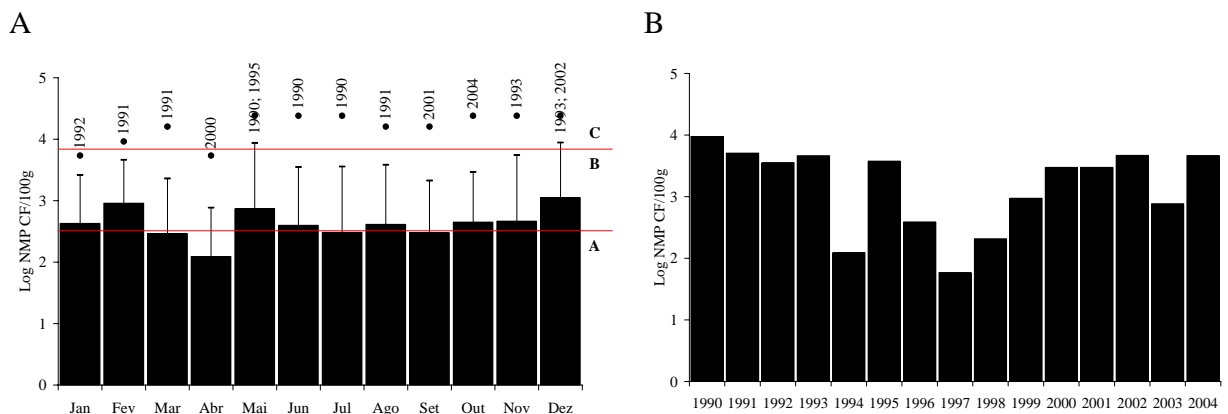 A
B
Log NMP CF/100g
5
4
3
2
1
0
1992
1991
1991
2000
1990; 1995
1990
1990
1991
2001
2004
1993
1993; 2002
C
B
A
Jan Fev Mar Abr Mai Jun Jul Ago Set Out Nov Dez
Log NMP CF/100g
5
4
3
2
1
0
1990 1991 1992 1993 1994 1995 1996 1997 1998 1999 2000 2001 2002 2003 2004